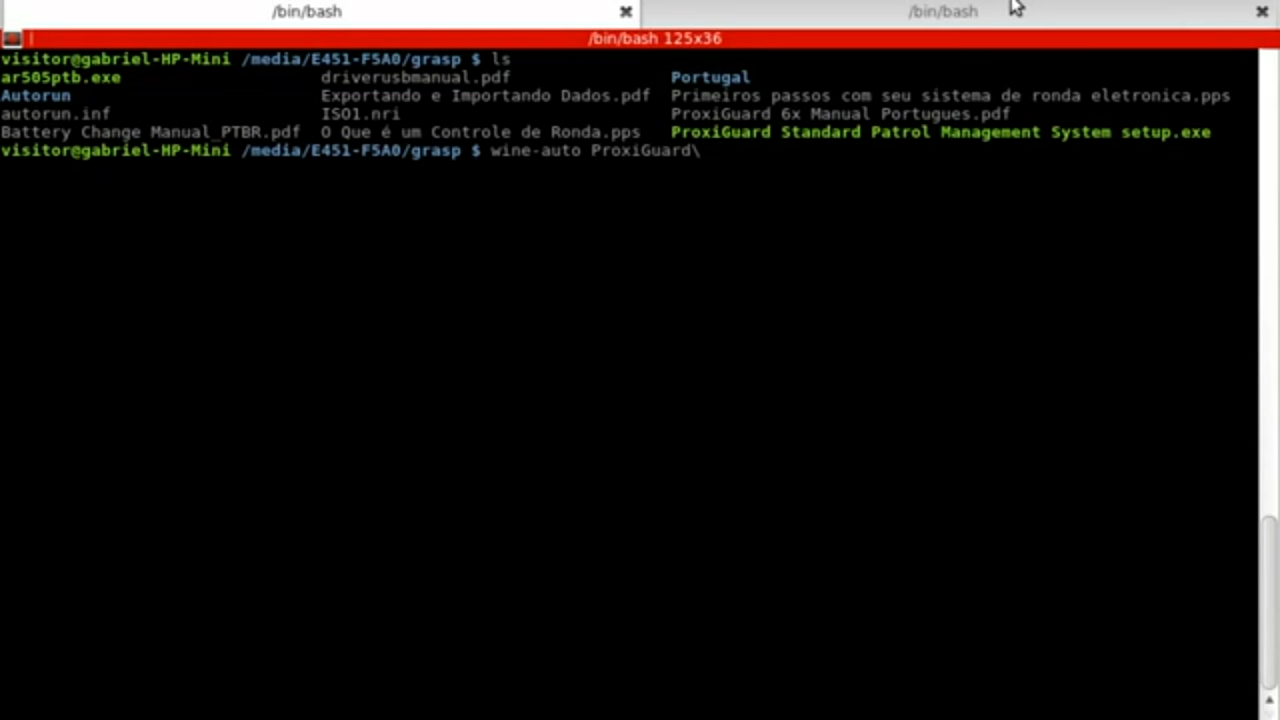 /bin/bash /bin/bash
/bin/bash 125x36
visitor@gabriel-HP-Mini /media/E451-F5A0/grasp $ ls
ar505ptb.exe driverusbmanual.pdf Portugal
Autorun Exportando e Importando Dados.pdf Primeiros passos com seu sistema de ronda eletronica.pps
autorun.inf ISO1.nri ProxiGuard 6x Manual Portugues.pdf
Battery Change Manual_PTBR.pdf O Que é um Controle de Ronda.pps ProxiGuard Standard Patrol Management System setup.exe
visitor@gabriel-HP-Mini /media/E451-F5A0/grasp $ wine-auto ProxiGuard\